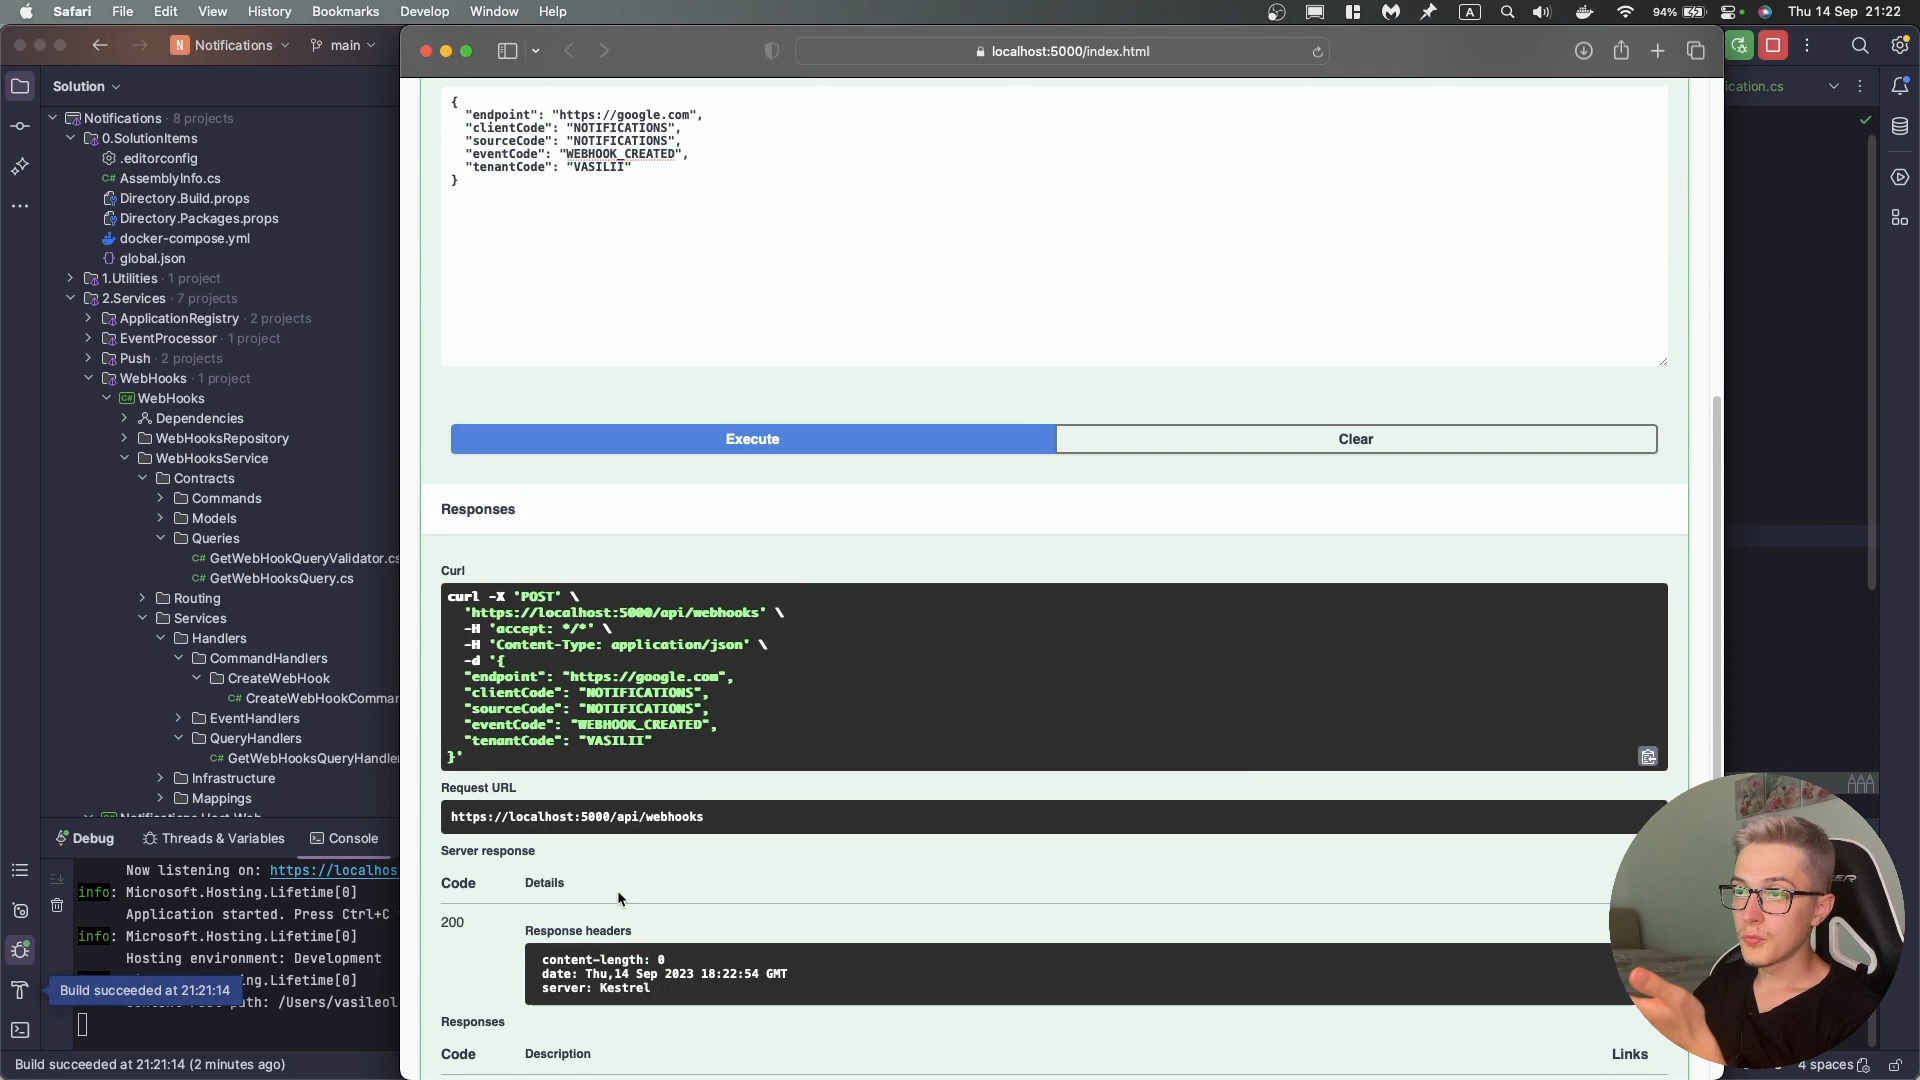 Safari File Edit View History Bookmarks Develop Window Help
A 94% Thu 14 Sep 21:22
N Notifications main
localhost:5000/index.html
Solution
ication.cs
Notifications · 8 projects
0.SolutionItems
.editorconfig
C# AssemblyInfo.cs
Directory.Build.props
Directory.Packages.props
docker-compose.yml
{} global.json
1.Utilities · 1 project
2.Services · 7 projects
ApplicationRegistry · 2 projects
EventProcessor · 1 project
Push · 2 projects
WebHooks · 1 project
C# WebHooks
Dependencies
WebHooksRepository
WebHooksService
Contracts
Commands
Models
Queries
C# GetWebHookQueryValidator.cs
C# GetWebHooksQuery.cs
Routing
Services
Handlers
CommandHandlers
CreateWebHook
C# CreateWebHookComman
EventHandlers
QueryHandlers
C# GetWebHooksQueryHandle
Infrastructure
Mappings
Debug Threads & Variables Console
Now listening on: https://localhos
info: Microsoft.Hosting.Lifetime[0]
Application started. Press Ctrl+C
info: Microsoft.Hosting.Lifetime[0]
Hosting environment: Development
ing.Lifetime[0]
path: /Users/vasileol
Build succeeded at 21:21:14
Build succeeded at 21:21:14 (2 minutes ago)
{
"endpoint": "https://google.com",
"clientCode": "NOTIFICATIONS",
"sourceCode": "NOTIFICATIONS",
"eventCode": "WEBHOOK_CREATED",
"tenantCode": "VASILII"
}
Execute Clear
Responses
Curl
curl -X 'POST' \
'https://localhost:5000/api/webhooks' \
-H 'accept: */*' \
-H 'Content-Type: application/json' \
-d '{
"endpoint": "https://google.com",
"clientCode": "NOTIFICATIONS",
"sourceCode": "NOTIFICATIONS",
"eventCode": "WEBHOOK_CREATED",
"tenantCode": "VASILII"
}'
Request URL
https://localhost:5000/api/webhooks
Server response
Code Details
200
Response headers
content-length: 0
date: Thu,14 Sep 2023 18:22:54 GMT
server: Kestrel
Responses
Code Description Links
4 spaces